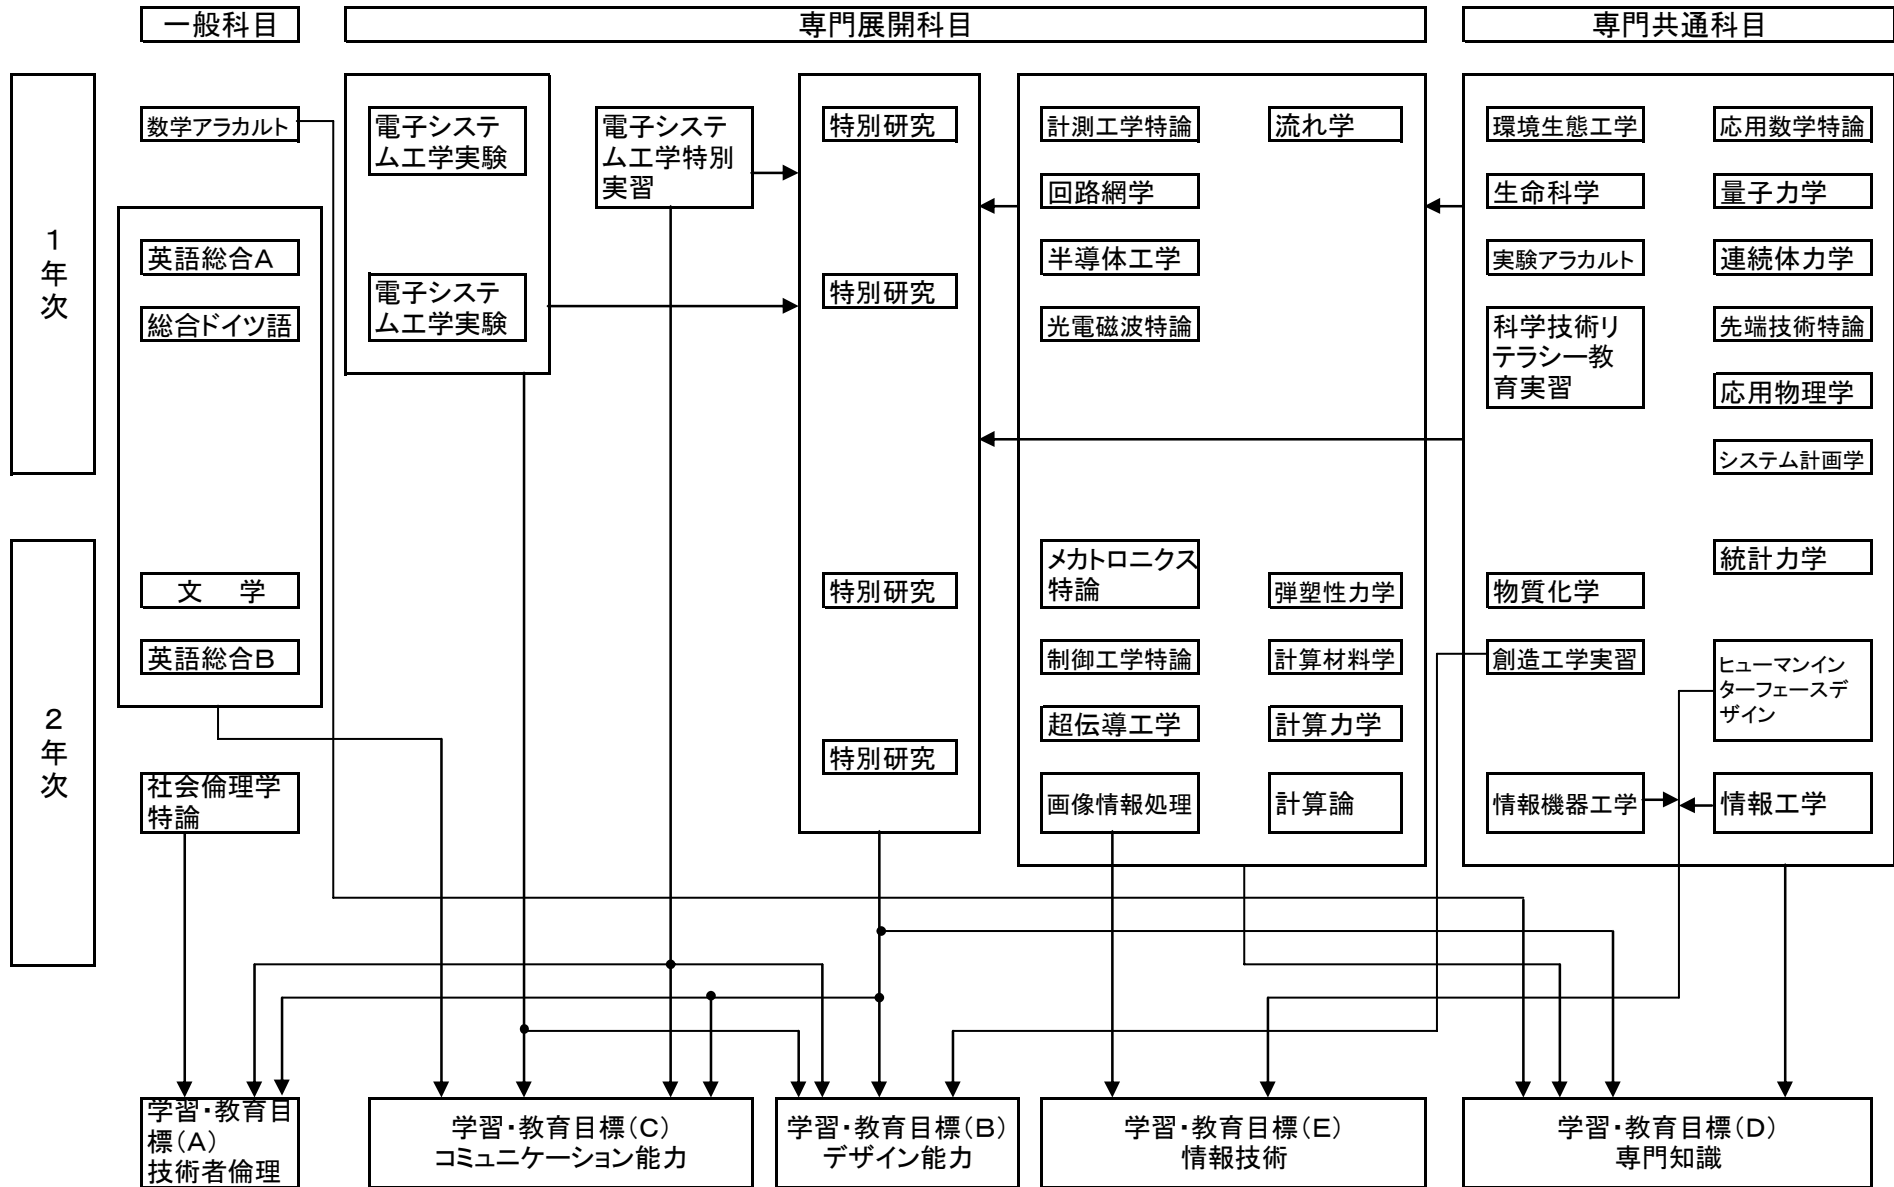 一般科目
専門展開科目
専門共通科目
1
年
次
数学アラカルト
英語総合A
総合ドイツ語
電子システ
ム工学実験
電子システ
ム工学実験
電子システ
ム工学特別
実習
特別研究
特別研究
計測工学特論
流れ学
回路網学
半導体工学
光電磁波特論
環境生態工学
応用数学特論
生命科学
量子力学
実験アラカルト
連続体力学
科学技術リ
テラシー教
育実習
先端技術特論
応用物理学
システム計画学
2
年
次
文　学
英語総合B
社会倫理学
特論
特別研究
特別研究
メカトロニクス
特論
弾塑性力学
制御工学特論
計算材料学
超伝導工学
計算力学
画像情報処理
計算論
統計力学
物質化学
創造工学実習
ヒューマンイン
ターフェースデ
ザイン
情報機器工学
情報工学
学習・教育目
標(A)
技術者倫理
学習・教育目標(C)
コミュニケーション能力
学習・教育目標(B)
デザイン能力
学習・教育目標(E)
情報技術
学習・教育目標(D)
専門知識